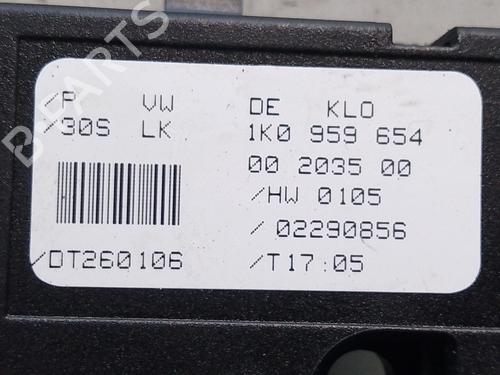 /P VW DE KLO
/30S LK 1K0 959 654
00 2035 00
/HW 0105
/02290856
/DT260106 /T17:05
B-PARTS